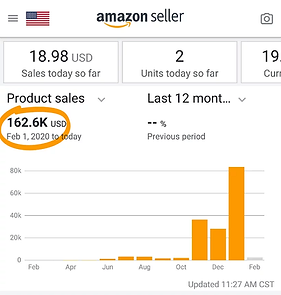 amazon seller
18.98 USD
Sales today so far
2
Units today so far
19.
Curr
Product sales
Last 12 mont...
162.6K USD
Feb 1, 2020 to today
-- %
Previous period
80k
60k
40k
20k
0
Feb Apr Jun Aug Oct Dec Feb
Updated 11:27 AM CST